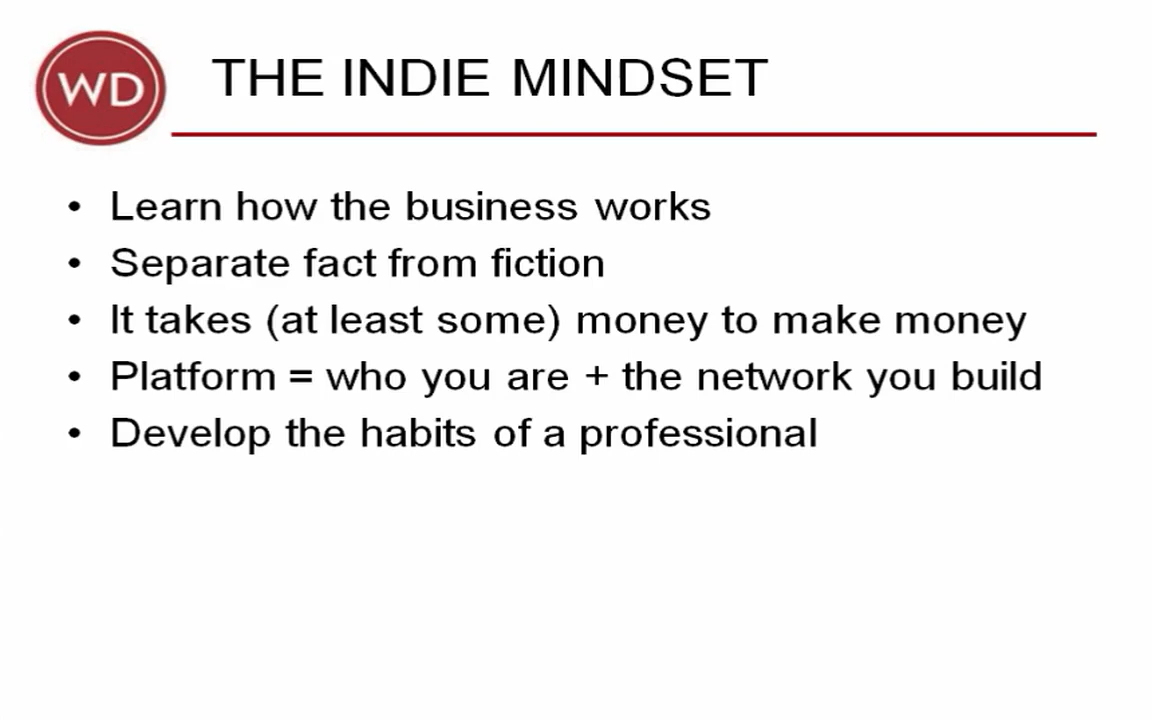 WD
THE INDIE MINDSET
• Learn how the business works
• Separate fact from fiction
• It takes (at least some) money to make money
• Platform = who you are + the network you build
• Develop the habits of a professional